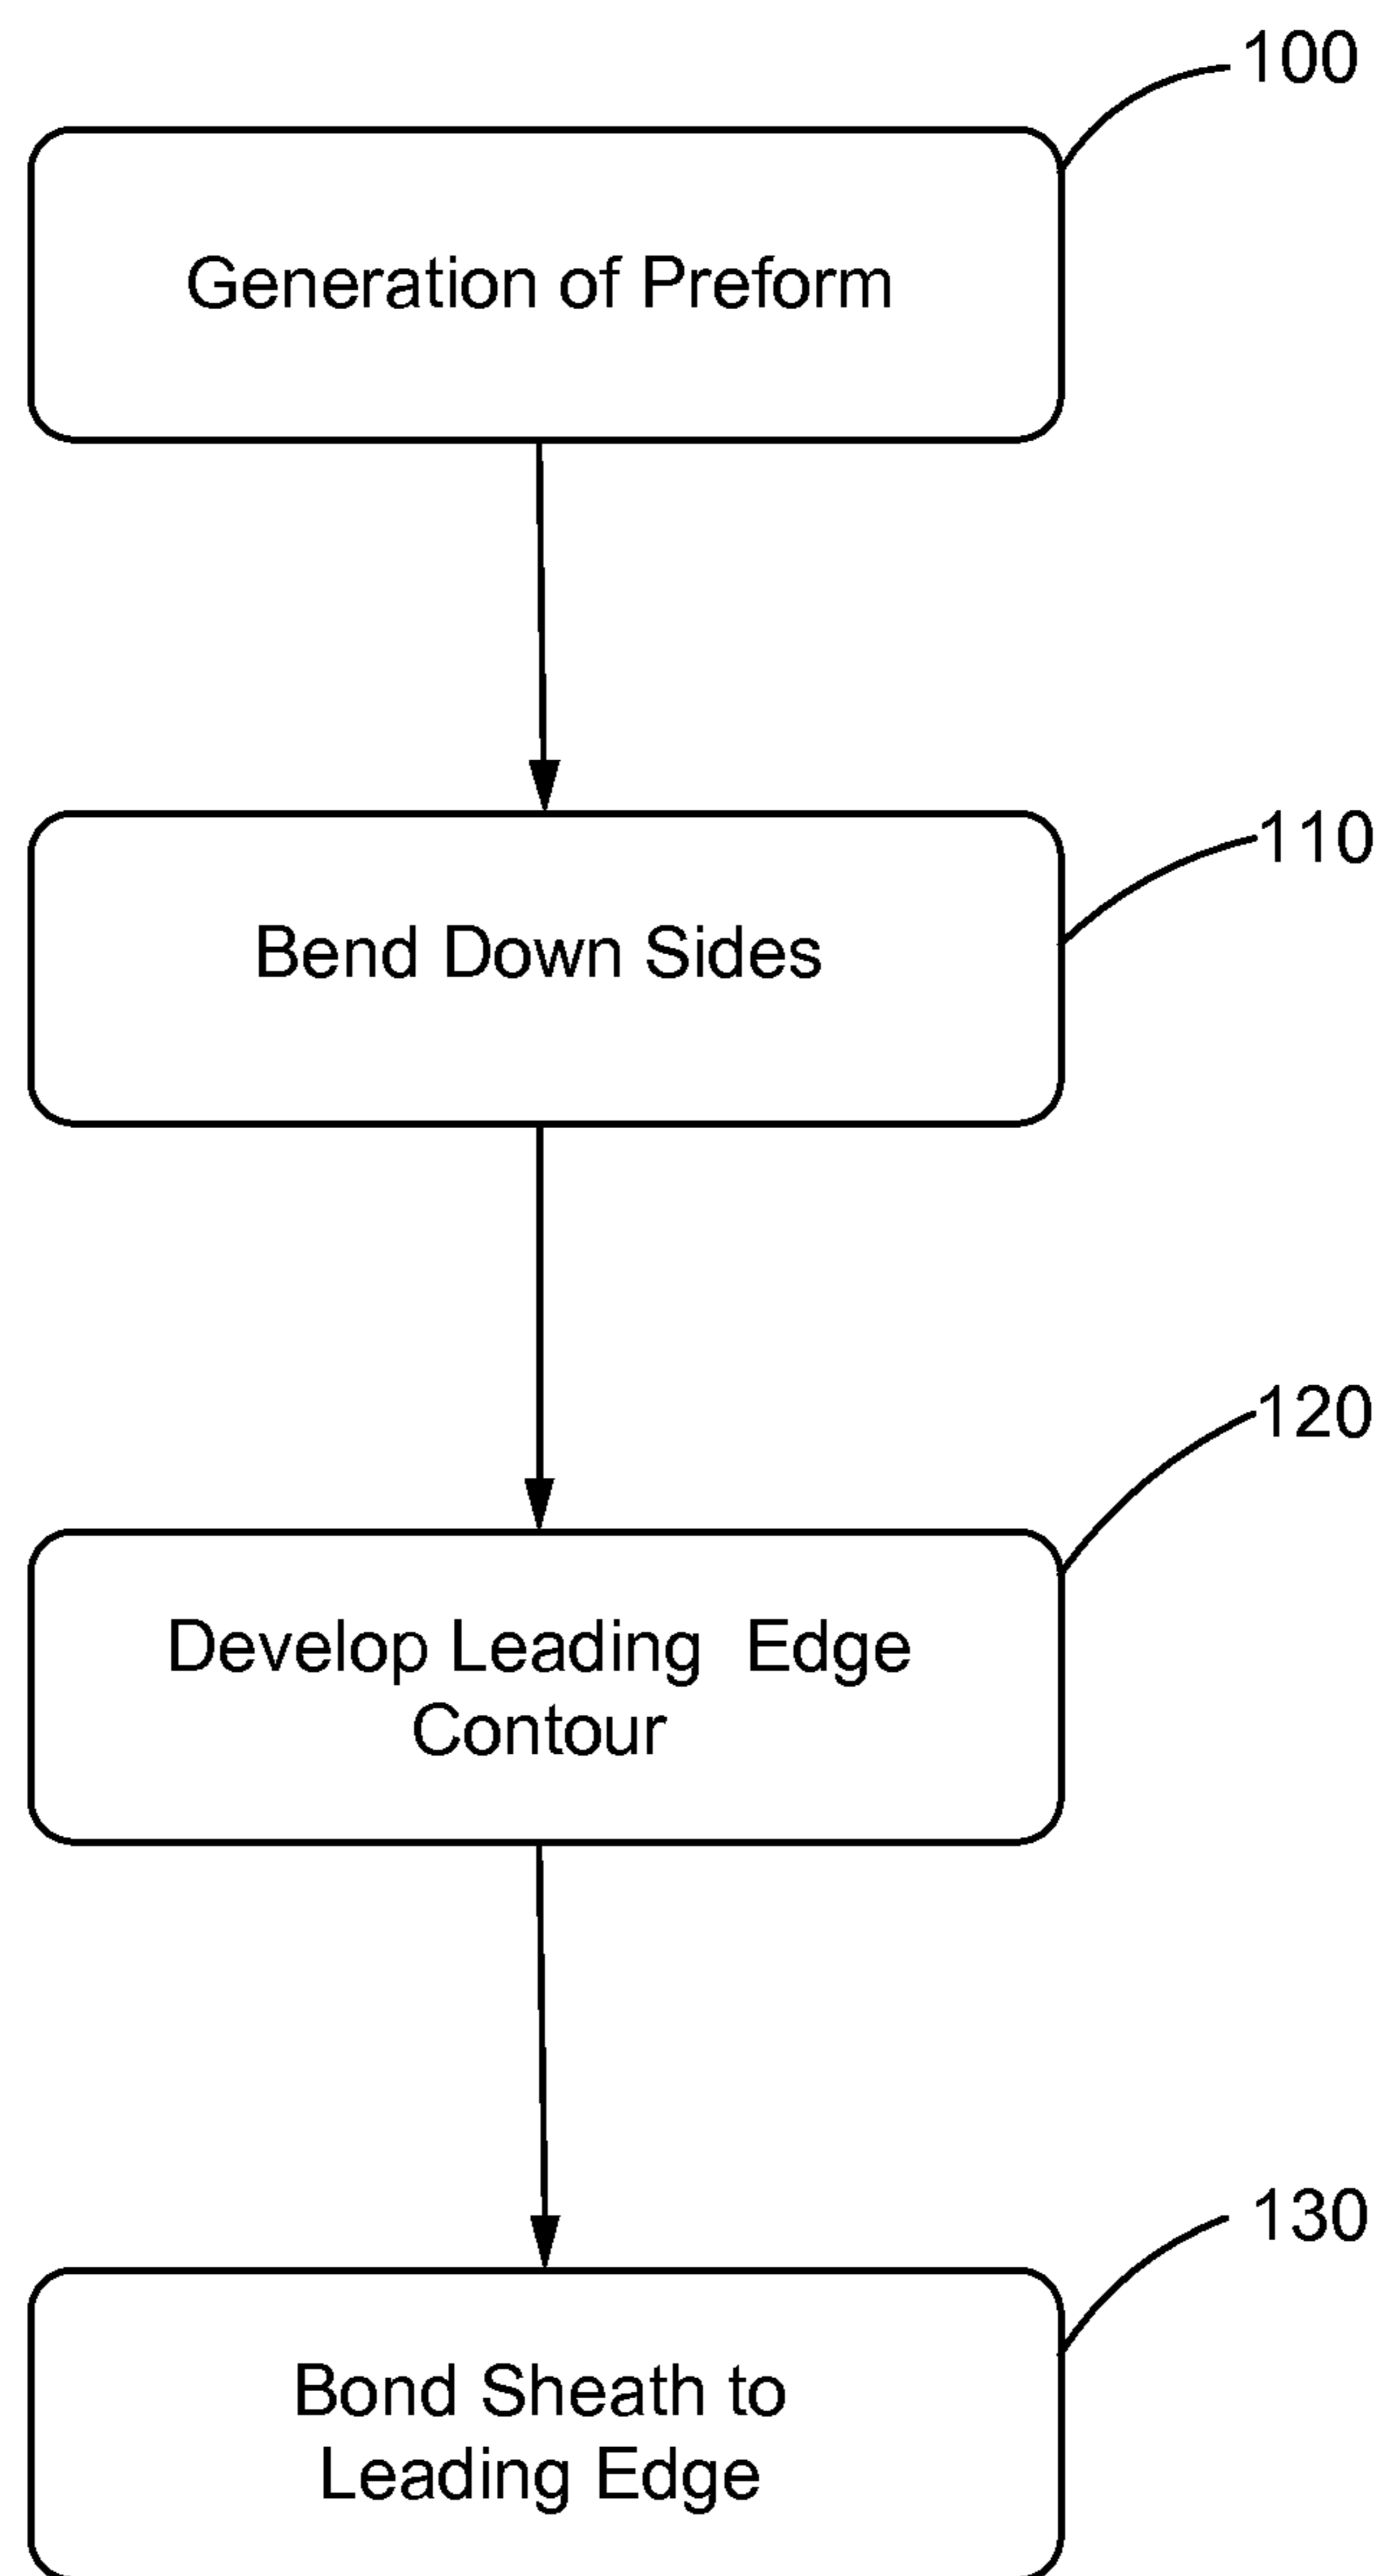 100
Generation of Preform
110
Bend Down Sides
120
Develop Leading  Edge
Contour
130
Bond Sheath to
Leading Edge